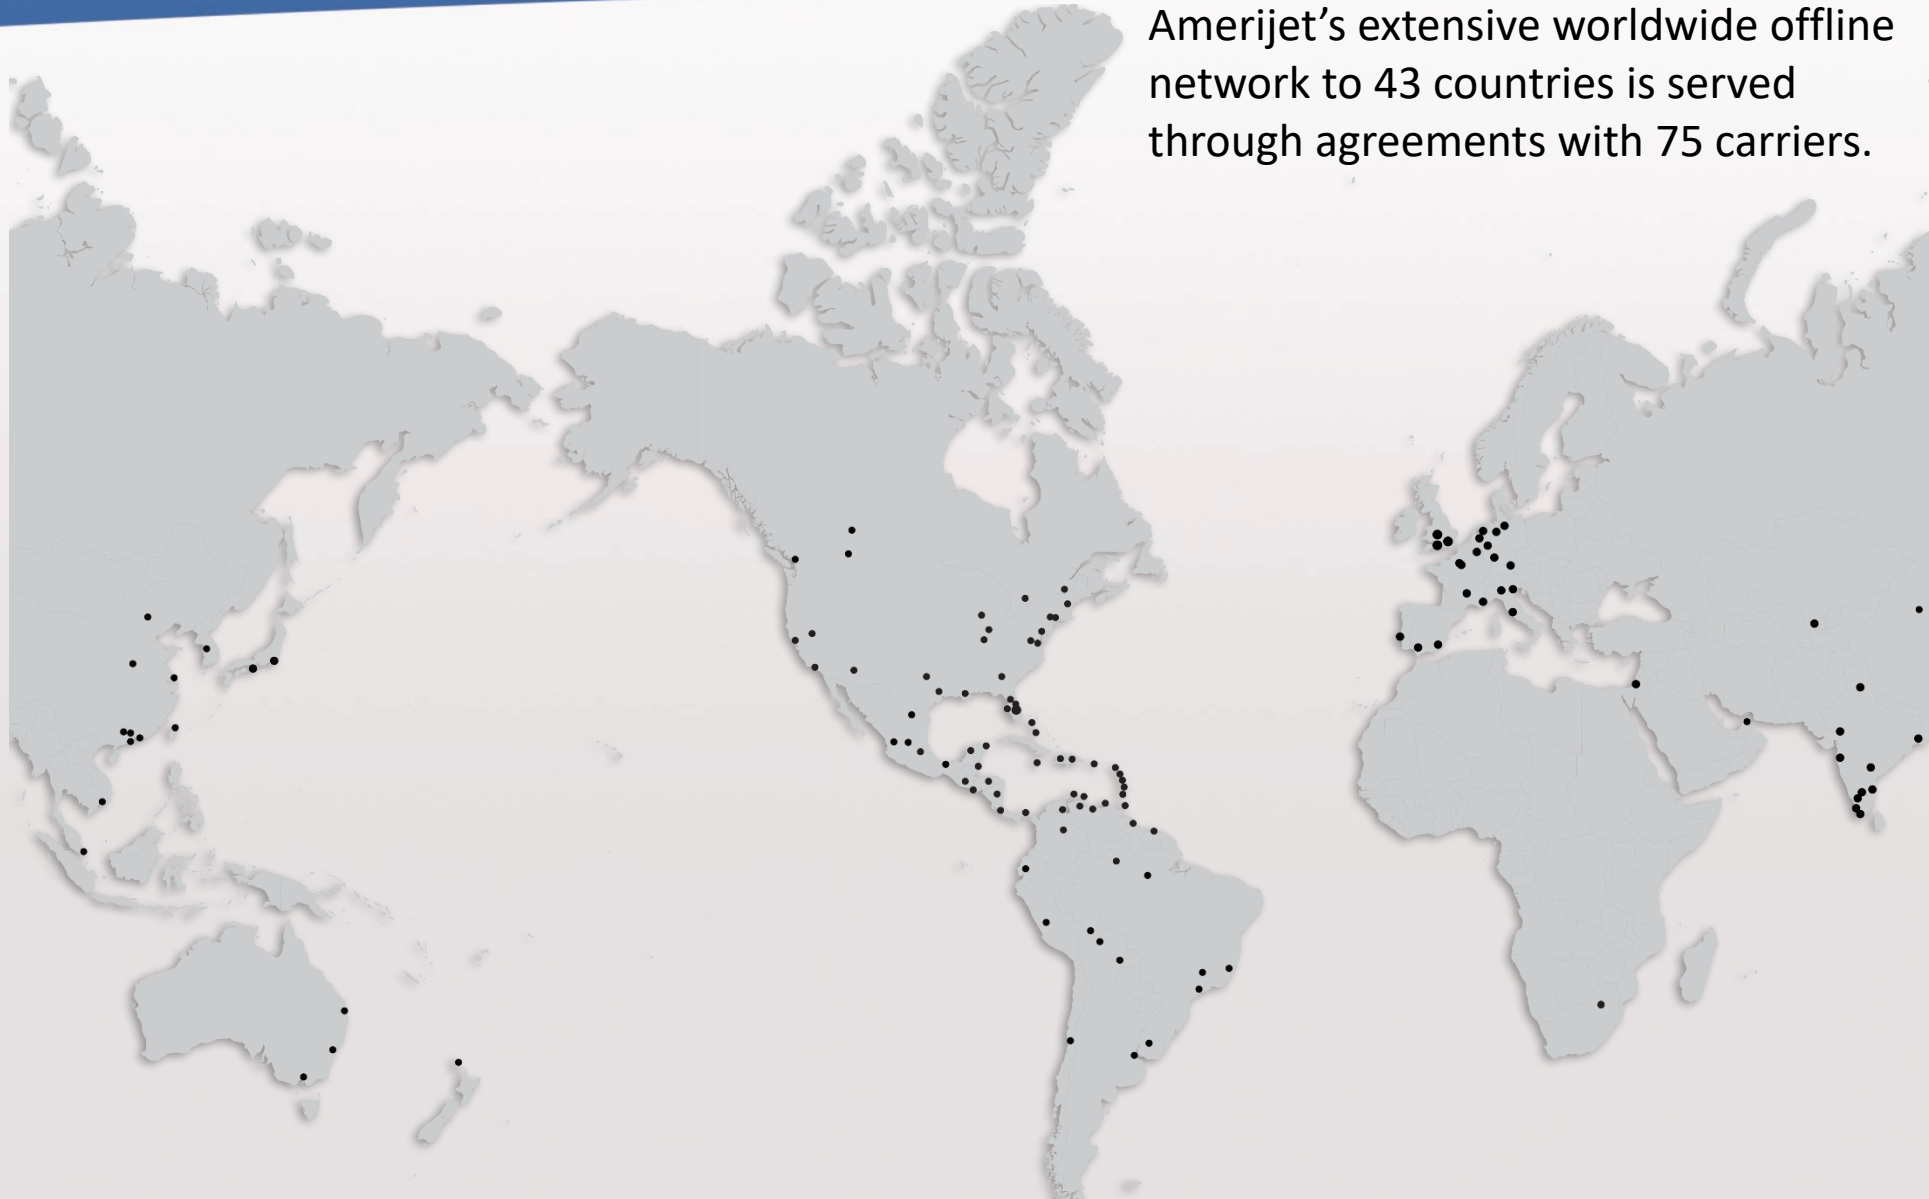 Amerijet’s extensive worldwide offline
network to 43 countries is served
through agreements with 75 carriers.